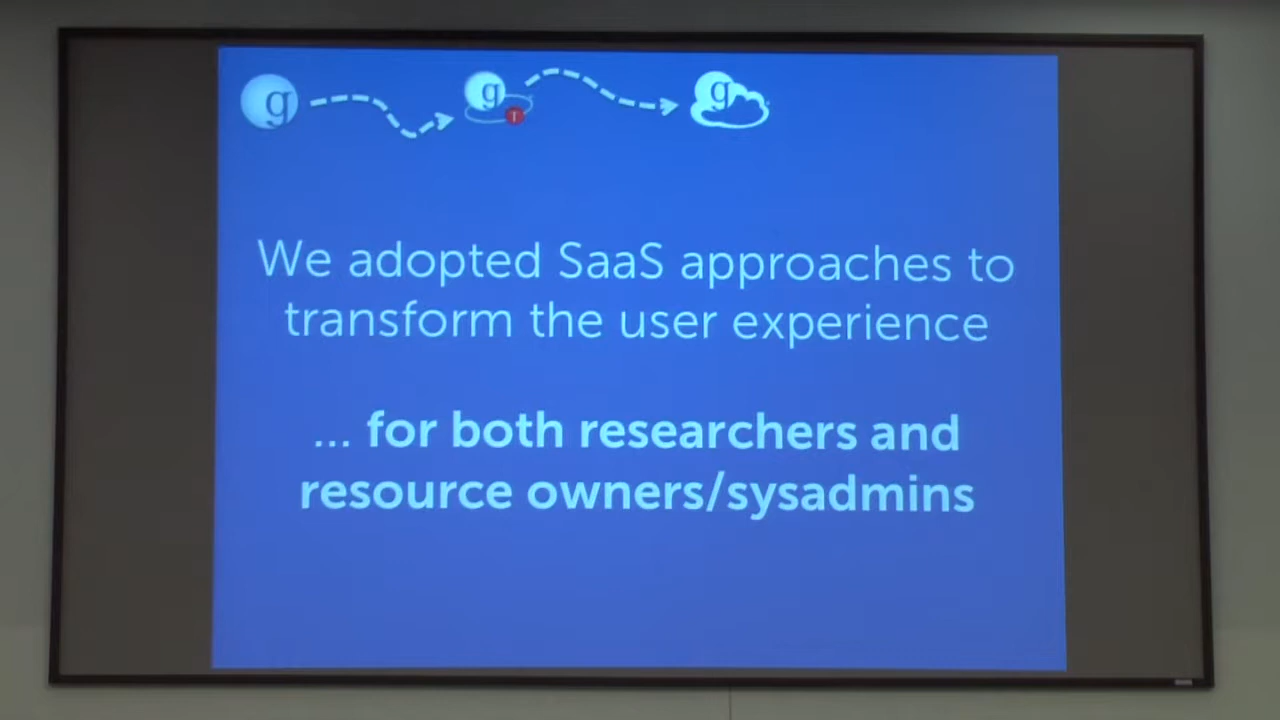 g g T g
We adopted SaaS approaches to
transform the user experience
... for both researchers and
resource owners/sysadmins